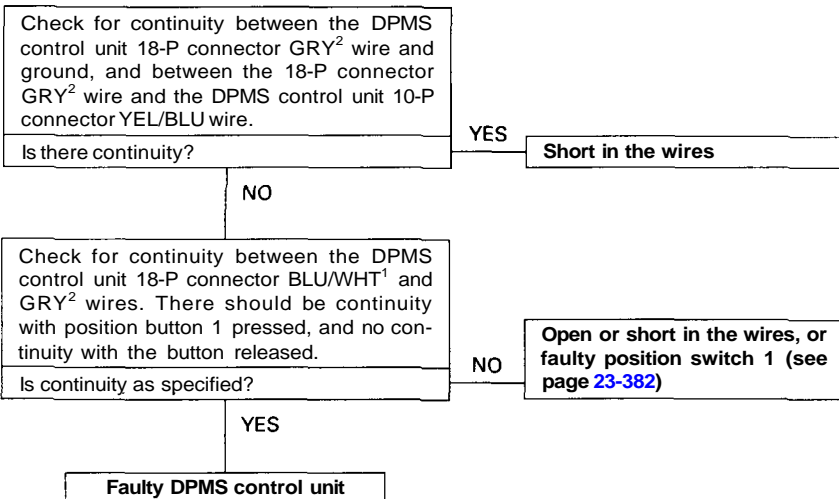 Check for continuity between the DPMS
control unit 18-P connector GRY² wire and
ground, and between the 18-P connector
GRY² wire and the DPMS control unit 10-P
connector YEL/BLU wire.
Is there continuity?
YES
Short in the wires
NO
Check for continuity between the DPMS
control unit 18-P connector BLU/WHT¹ and
GRY² wires. There should be continuity
with position button 1 pressed, and no con-
tinuity with the button released.
Is continuity as specified?
NO
Open or short in the wires, or
faulty position switch 1 (see
page 23-382)
YES
Faulty DPMS control unit